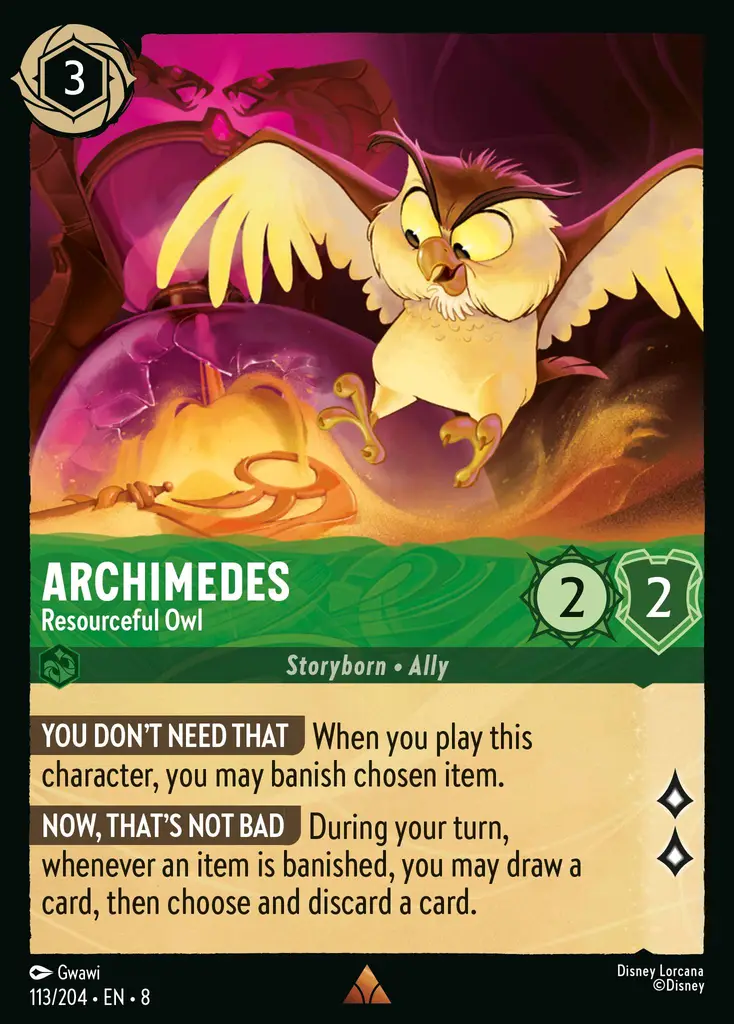 3
ARCHIMEDES
Resourceful Owl
2
2
Storyborn • Ally
YOU DON'T NEED THAT When you play this
character, you may banish chosen item.
NOW, THAT'S NOT BAD During your turn,
whenever an item is banished, you may draw a
card, then choose and discard a card.
Gwawi
113/204 • EN • 8
Disney Lorcana
©Disney